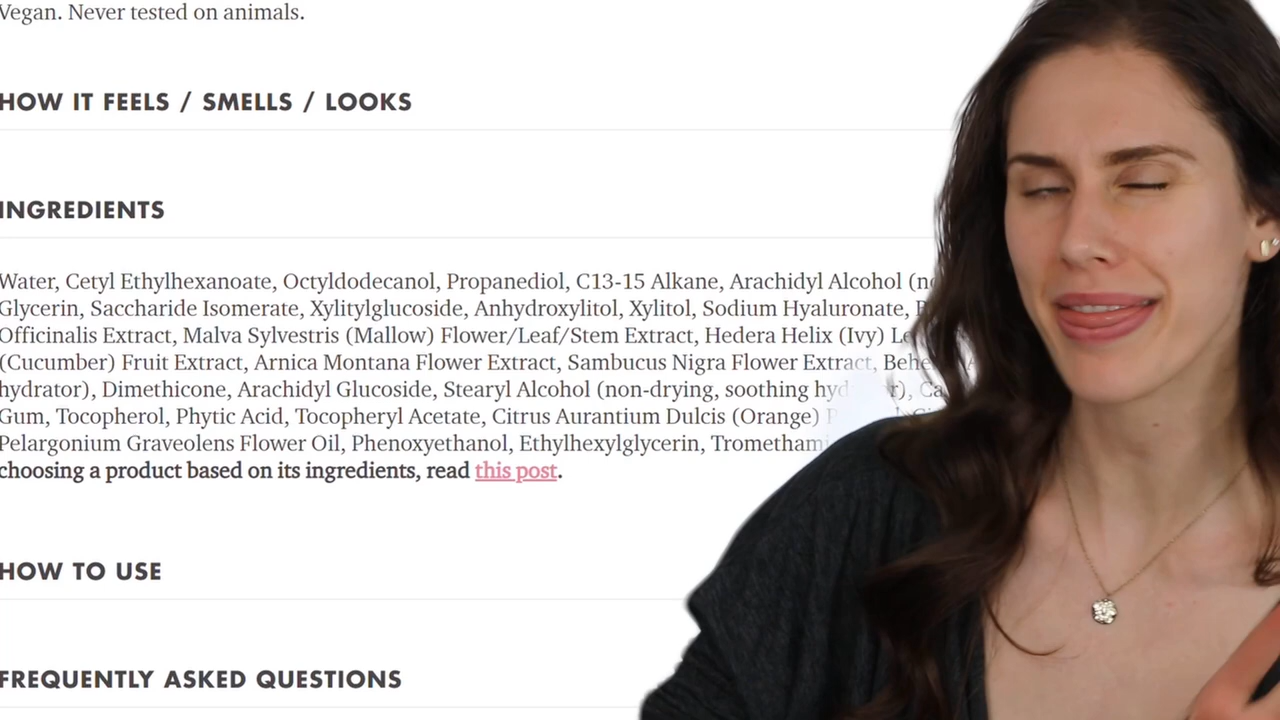 Vegan. Never tested on animals.
HOW IT FEELS / SMELLS / LOOKS
INGREDIENTS
Water, Cetyl Ethylhexanoate, Octyldodecanol, Propanediol, C13-15 Alkane, Arachidyl Alcohol
Glycerin, Saccharide Isomerate, Xylitylglucoside, Anhydroxylitol, Xylitol, Sodium Hyaluronate,
Officinalis Extract, Malva Sylvestris (Mallow) Flower/Leaf/Stem Extract, Hedera Helix (Ivy)
(Cucumber) Fruit Extract, Arnica Montana Flower Extract, Sambucus Nigra Flower Extract,
hydrator), Dimethicone, Arachidyl Glucoside, Stearyl Alcohol (non-drying, soothing
Gum, Tocopherol, Phytic Acid, Tocopheryl Acetate, Citrus Aurantium Dulcis (Orange)
Pelargonium Graveolens Flower Oil, Phenoxyethanol, Ethylhexylglycerin,
choosing a product based on its ingredients, read this post.
HOW TO USE
FREQUENTLY ASKED QUESTIONS